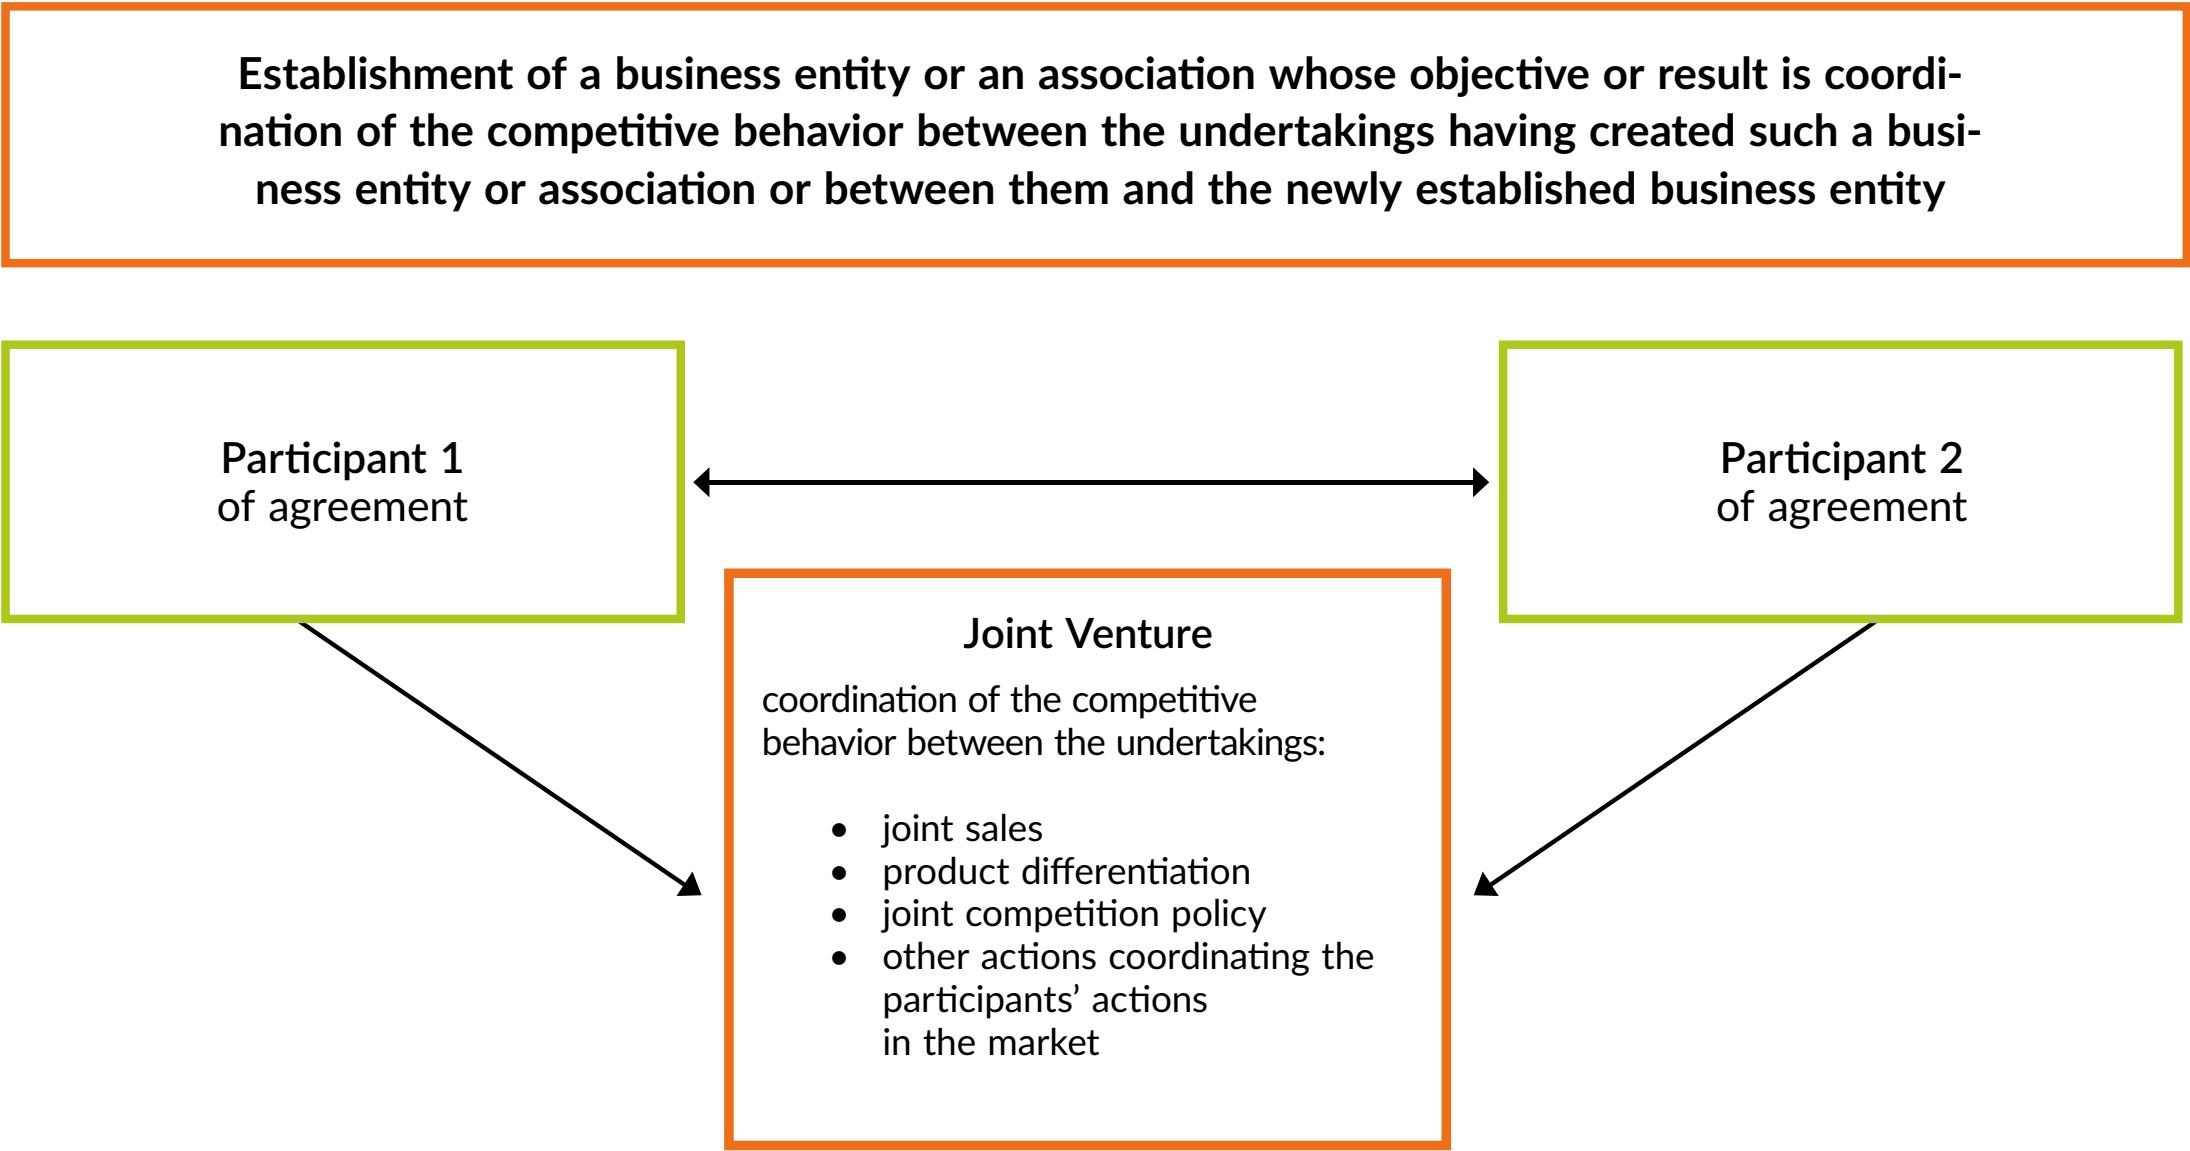 Establishment of a business entity or an association whose objective or result is coordi-
nation of the competitive behavior between the undertakings having created such a busi-
ness entity or association or between them and the newly established business entity
Participant 1
of agreement
Participant 2
of agreement
Joint Venture
coordination of the competitive
behavior between the undertakings:
• joint sales
• product differentiation
• joint competition policy
• other actions coordinating the
participants’ actions
in the market